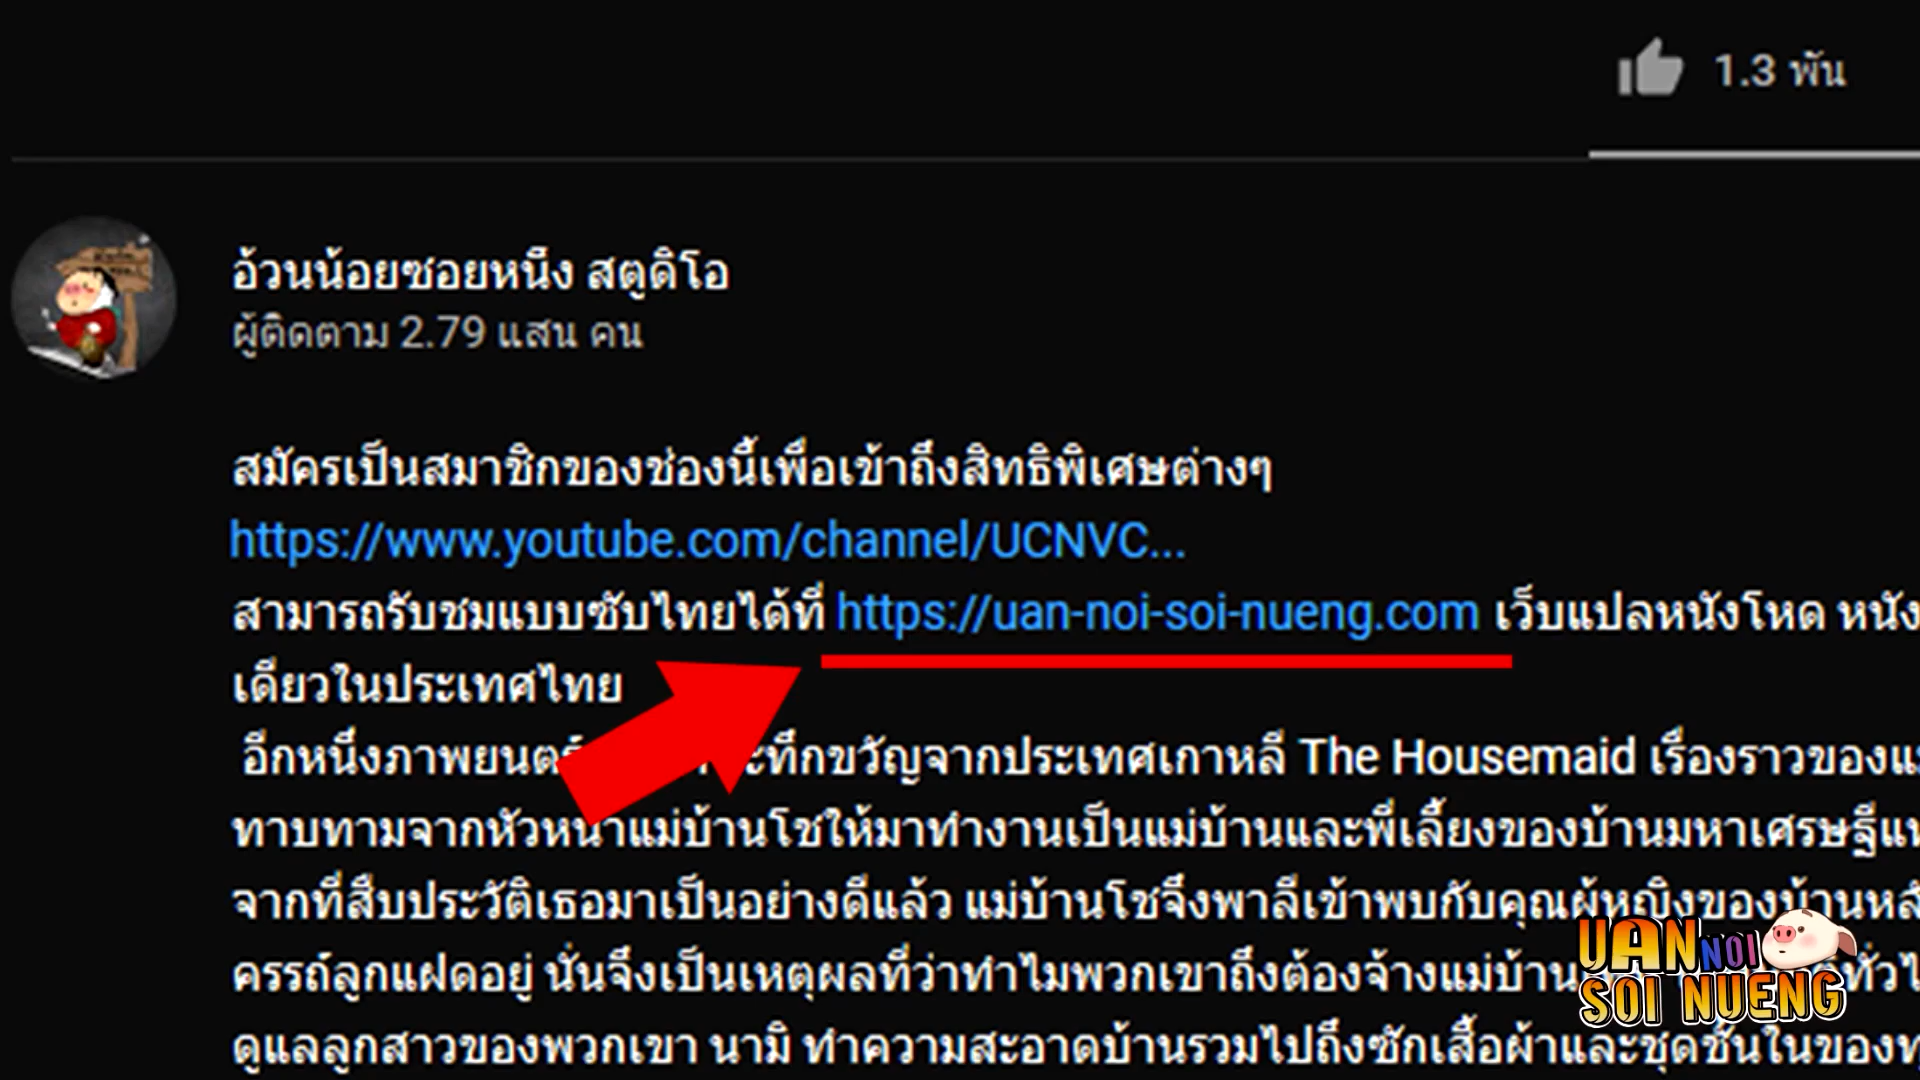 1.3 พัน
อ้วนน้อยซอยหนึ่ง สตูดิโอ
ผู้ติดตาม 2.79 แสน คน
สมัครเป็นสมาชิกของช่องนี้เพื่อเข้าถึงสิทธิพิเศษต่างๆ
https://www.youtube.com/channel/UCNVC...
สามารถรับชมแบบซับไทยได้ที่ https://uan-noi-soi-nueng.com เว็บแปลหนังโหด หนัง
เดียวในประเทศไทย
อีกหนึ่งภาพยนตร์ ระทึกขวัญจากประเทศเกาหลี The Housemaid เรื่องราวของ
ทาบทามจากหัวหน้าแม่บ้านโชให้มาทำงานเป็นแม่บ้านและพี่เลี้ยงของบ้านมหาเศรษฐี
จากที่สืบประวัติเธอมาเป็นอย่างดีแล้ว แม่บ้านโชจึงพาลีเข้าพบกับคุณผู้หญิงของบ้าน
ครรถ์ลูกแฝดอยู่ นั่นจึงเป็นเหตุผลที่ว่าทำไมพวกเขาถึงต้องจ้างแม่บ้าน
ดูแลลูกสาวของพวกเขา นามิ ทำความสะอาดบ้านรวมไปถึงซักเสื้อผ้าและชุดชั้นในของ
UAN NOI
SOI NUENG